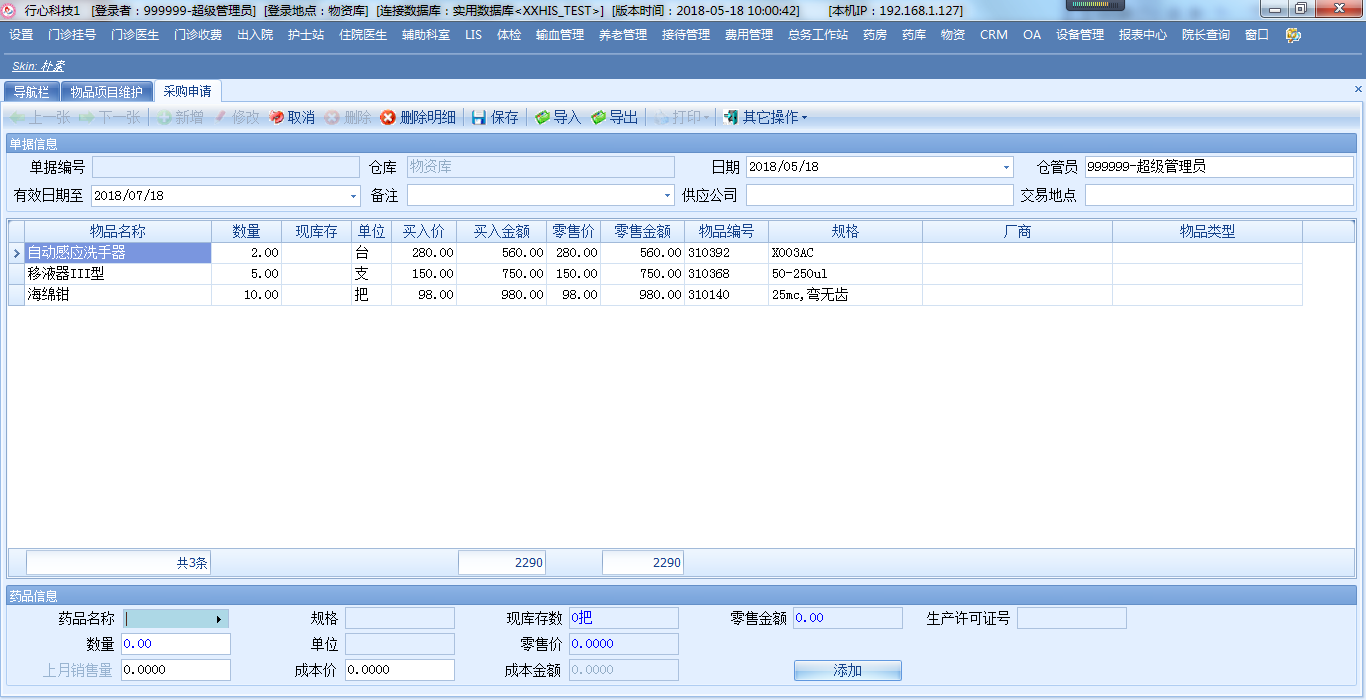 行心科技1 [登录者：999999-超级管理员] [登录地点：物资库] [连接数据库：实用数据库<XXHIS_TEST>] [版本时间：2018-05-18 10:00:42] [本机IP：192.168.1.127]
设置 门诊挂号 门诊医生 门诊收费 出入院 护士站 住院医生 辅助科室 LIS 体检 输血管理 养老管理 接待管理 费用管理 总务工作站 药房 药库 物资 CRM OA 设备管理 报表中心 院长查询 窗口
Skin: 朴素
导航栏 物品项目维护 采购申请
上一张 下一张 新增 修改 取消 删除 删除明细 保存 导入 导出 打印 其它操作
单据信息
单据编号 仓库 物资库 日期 2018/05/18 仓管员 999999-超级管理员
有效日期至 2018/07/18 备注 供应公司 交易地点
物品名称 数量 现库存 单位 买入价 买入金额 零售价 零售金额 物品编号 规格 厂商 物品类型
自动感应洗手器 2.00 台 280.00 560.00 280.00 560.00 310392 X003AC
移液器III型 5.00 支 150.00 750.00 150.00 750.00 310368 50-250ul
海绵钳 10.00 把 98.00 980.00 98.00 980.00 310140 25mc,弯无齿
共3条 2290 2290
药品信息
药品名称 规格 现库存数 0把 零售金额 0.00 生产许可证号
数量 0.00 单位 零售价 0.0000
上月销售量 0.0000 成本价 0.0000 成本金额 0.0000 添加